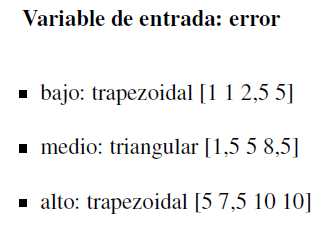 Variable de entrada: error
▪ bajo: trapezoidal [1 1 2,5 5]
▪ medio: triangular [1,5 5 8,5]
▪ alto: trapezoidal [5 7,5 10 10]